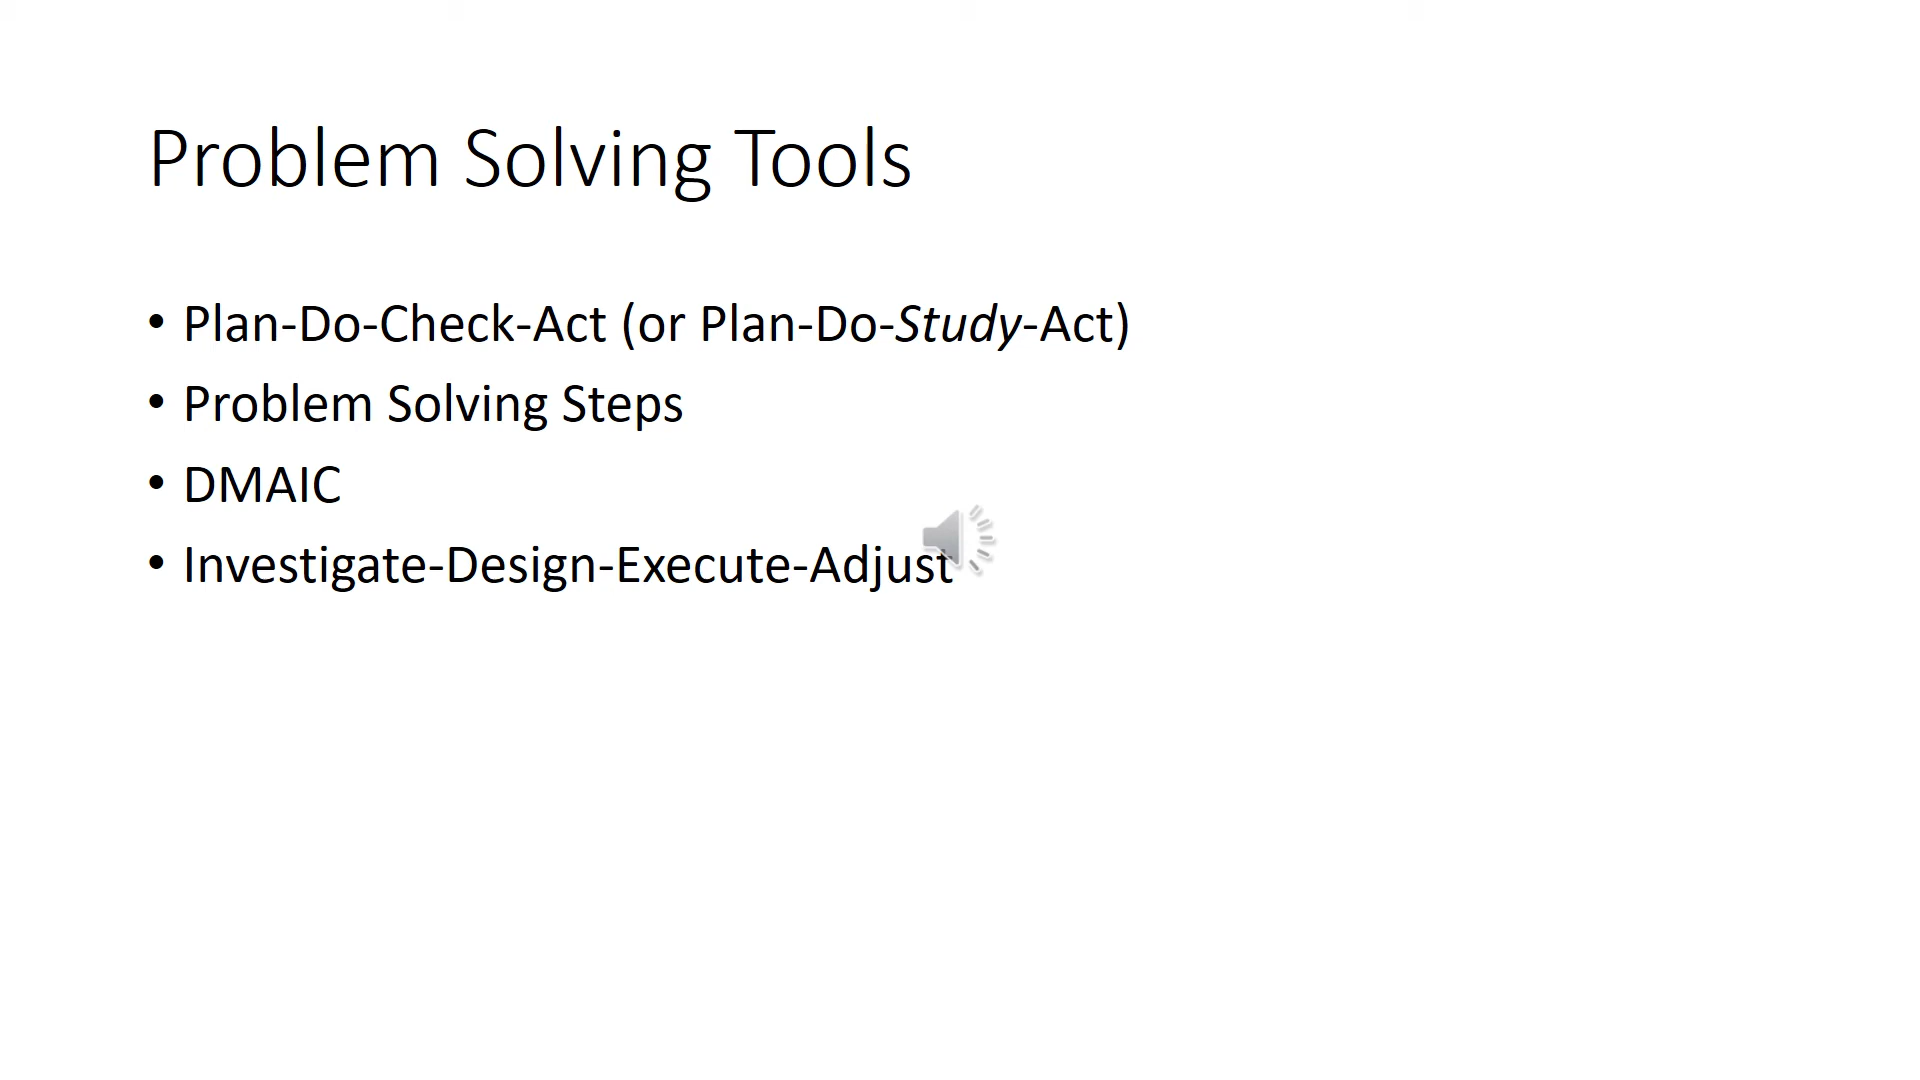 Problem Solving Tools
• Plan-Do-Check-Act (or Plan-Do-Study-Act)
• Problem Solving Steps
• DMAIC
• Investigate-Design-Execute-Adjust